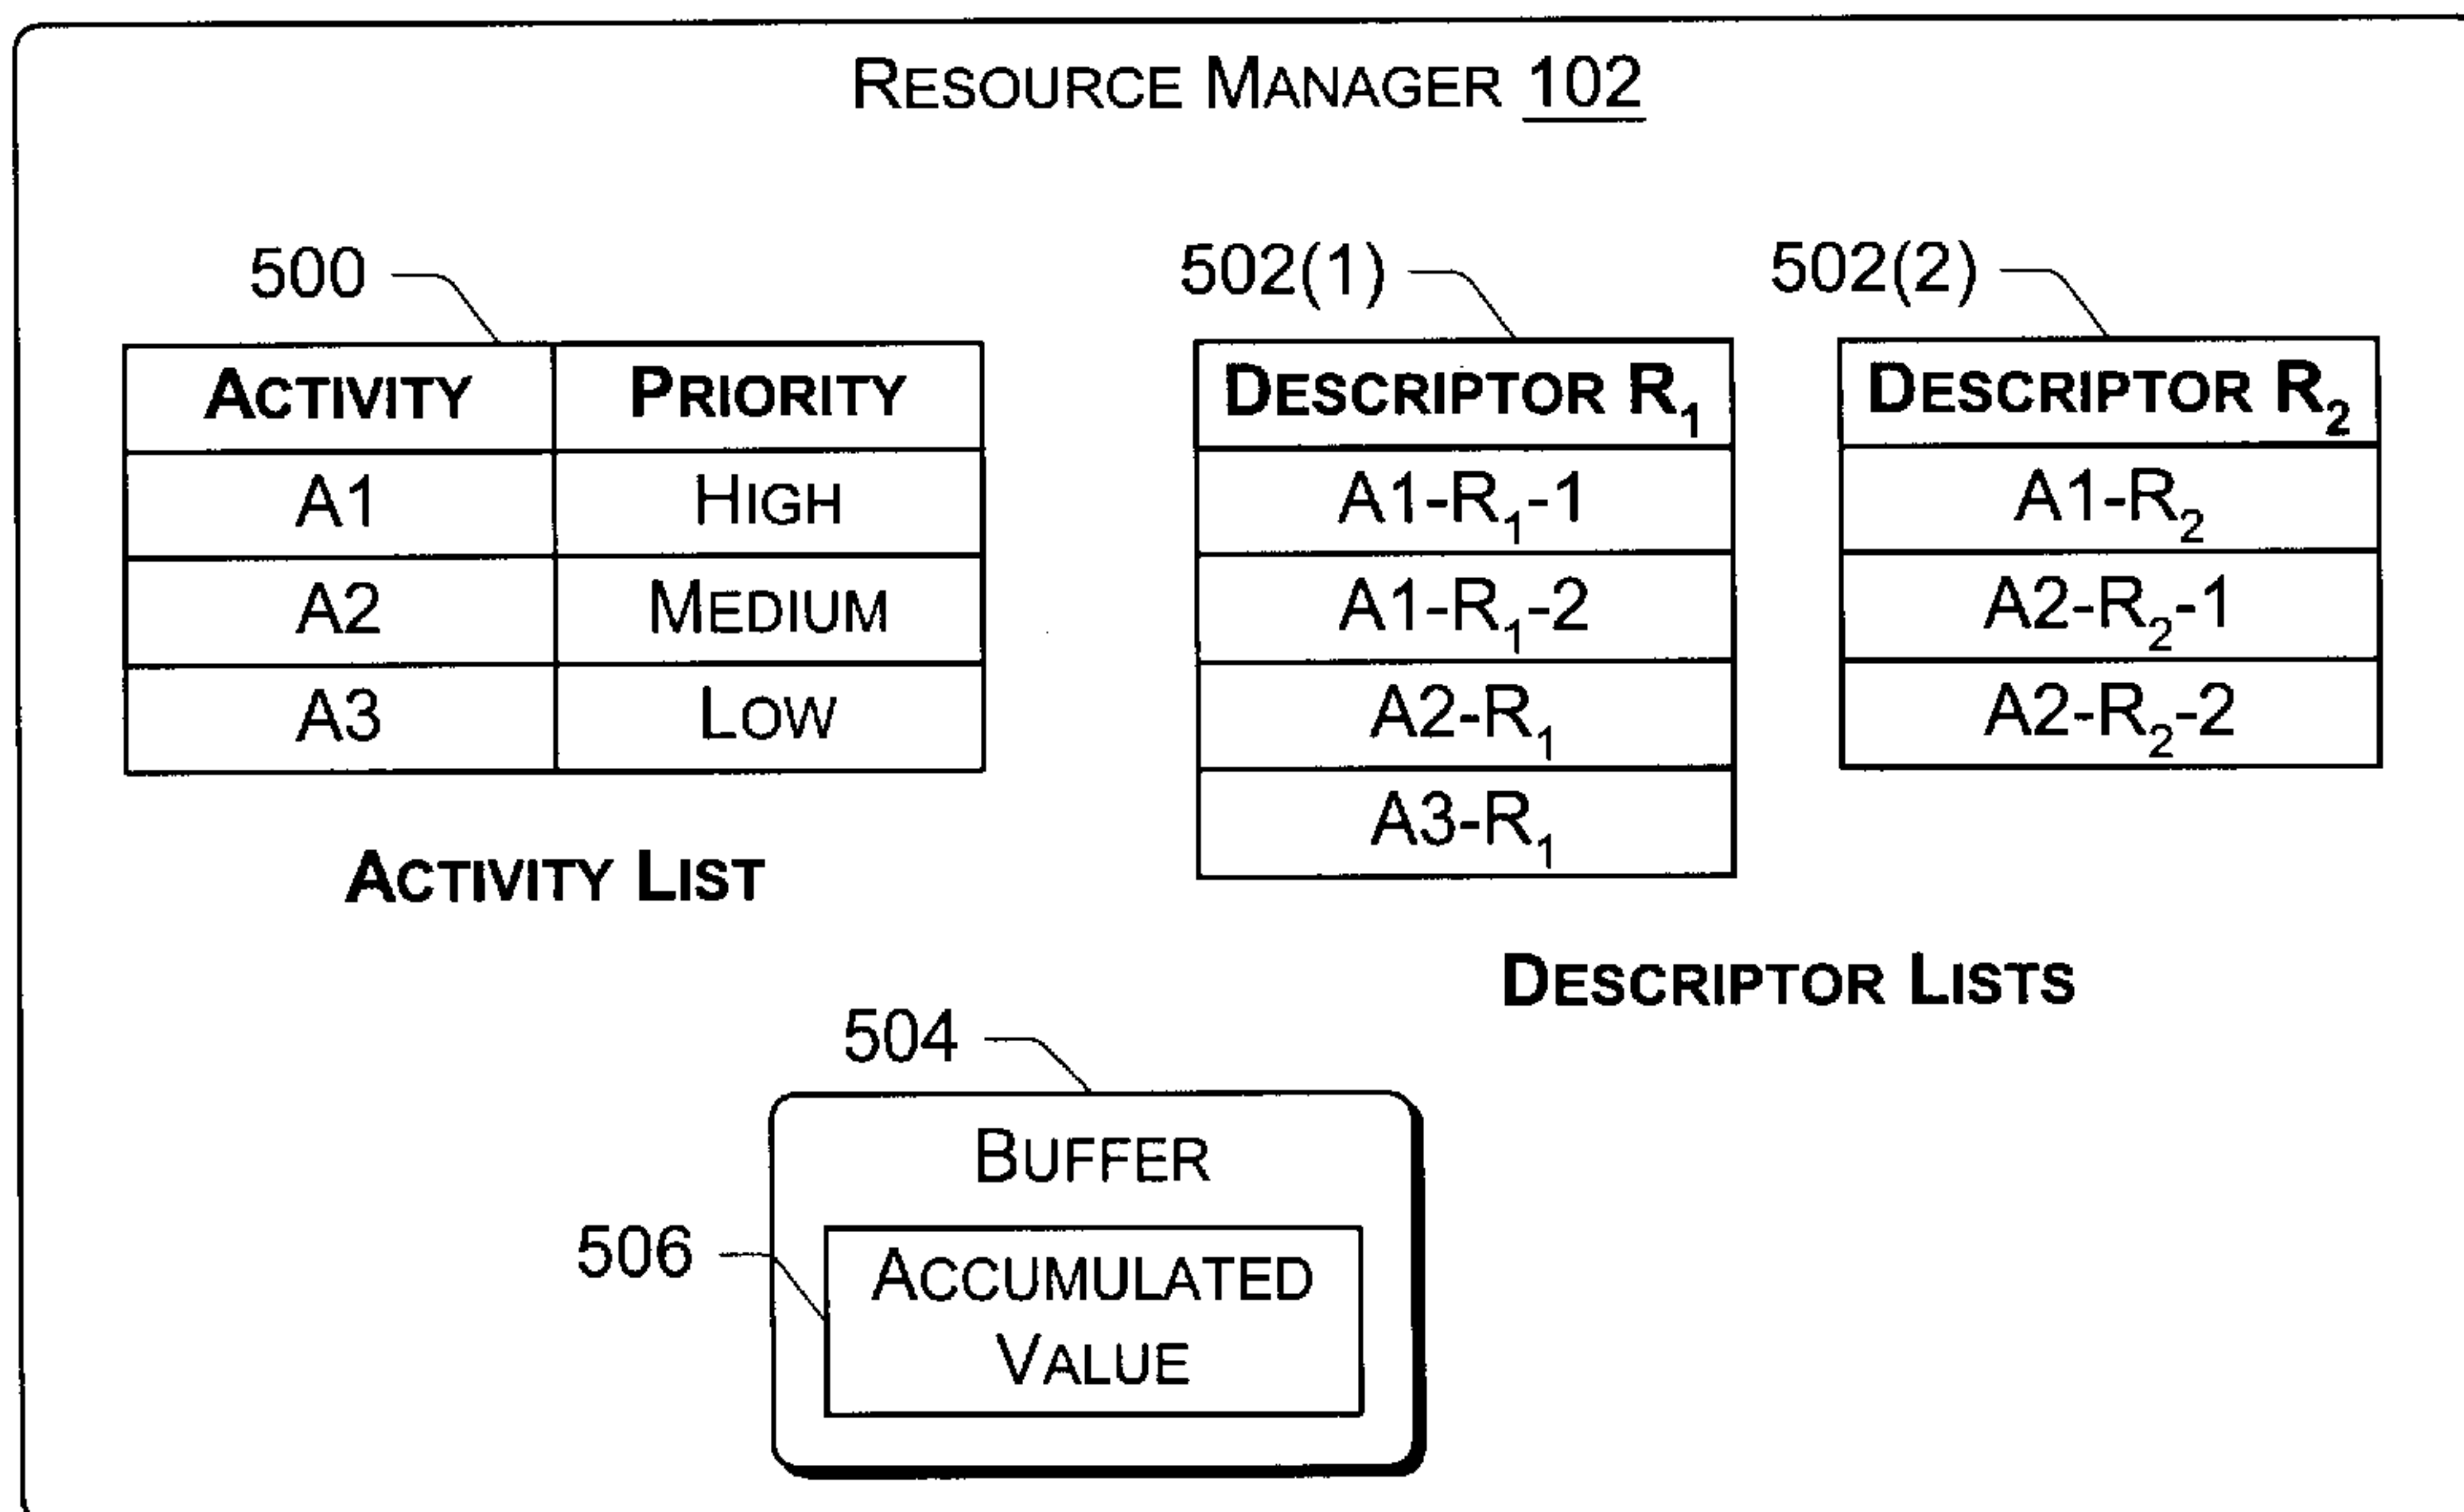 RESOURCE MANAGER 102
500
502(1)
502(2)
ACTIVITY PRIORITY
A1 HIGH
A2 MEDIUM
A3 LOW
ACTIVITY LIST
DESCRIPTOR R₁
A1-R₁-1
A1-R₁-2
A2-R₁
A3-R₁
DESCRIPTOR R₂
A1-R₂
A2-R₂-1
A2-R₂-2
DESCRIPTOR LISTS
504
BUFFER
506
ACCUMULATED
VALUE